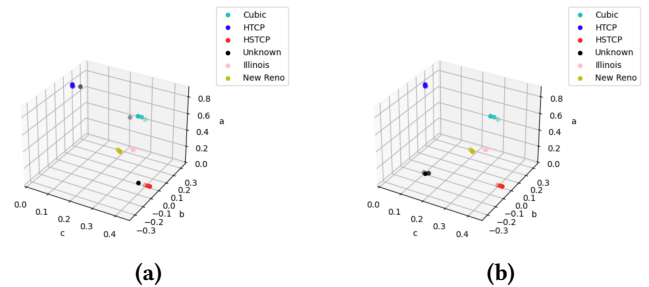 Cubic
HTCP
HSTCP
Unknown
Illinois
New Reno
0.8
0.6
0.4
0.2
0.0
a
0.3
0.2
0.1
0.0
−0.1
−0.2
−0.3
b
0.0
0.1
0.2
0.3
0.4
c
(a)
Cubic
HTCP
HSTCP
Unknown
Illinois
New Reno
0.8
0.6
0.4
0.2
0.0
a
0.3
0.2
0.1
0.0
−0.1
−0.2
−0.3
b
0.0
0.1
0.2
0.3
0.4
c
(b)